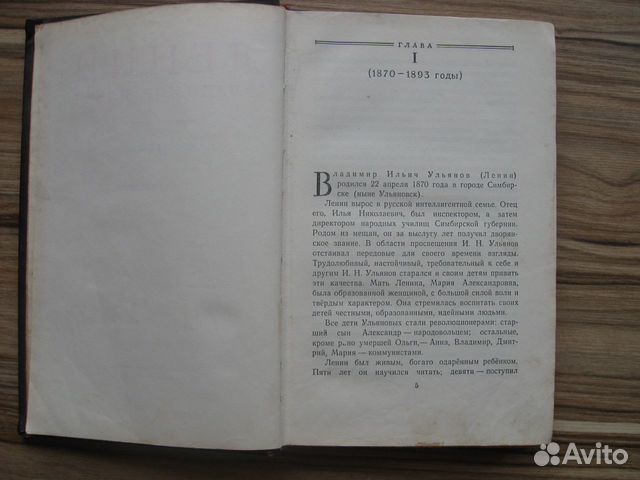 ГЛАВА
I
(1870–1893 годы)
Владимир Ильич Ульянов (Ленин)
родился 22 апреля 1870 года в городе Симбир-
ске (ныне Ульяновск).
Ленин вырос в русской интеллигентной семье. Отец
его, Илья Николаевич, был инспектором, а затем
директором народных училищ Симбирской губернии.
Родом из мещан, он за выслугу лет получил дворян-
ское звание. В области просвещения И. Н. Ульянов
отстаивал передовые для своего времени взгляды.
Трудолюбивый, настойчивый, требовательный к себе и
другим И. Н. Ульянов старался и своим детям привить
эти качества. Мать Ленина, Мария Александровна,
была образованной женщиной, с большой силой воли и
твёрдым характером. Она стремилась воспитать своих
детей честными, образованными, идейными людьми.
Все дети Ульяновых стали революционерами: стар-
ший сын Александр — народовольцем; остальные,
кроме рано умершей Ольги,— Анна, Владимир, Дмит-
рий, Мария — коммунистами.
Ленин был живым, богато одарённым ребёнком.
Пяти лет он научился читать; девяти — поступил
5
Avito